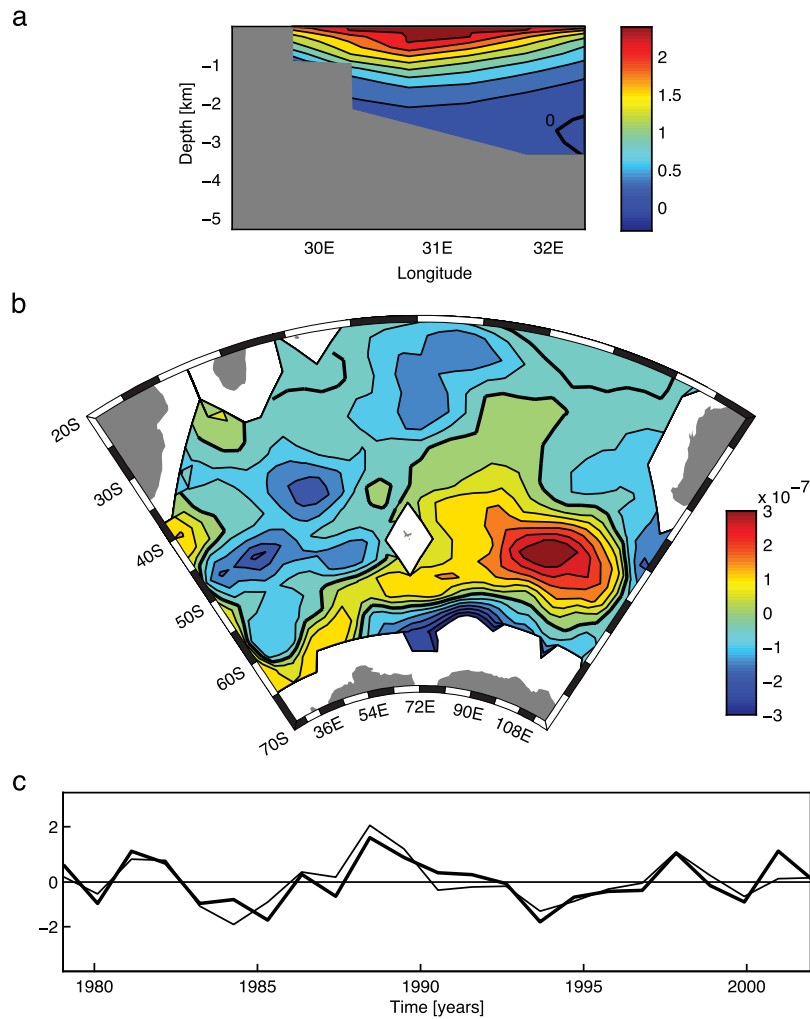 a
Depth [km]
-1
-2
-3
-4
-5
0
30E
31E
32E
Longitude
2
1.5
1
0.5
0
b
20S
30S
40S
50S
60S
70S
36E
54E
72E
90E
108E
x 10⁻⁷
3
2
1
0
-1
-2
-3
c
2
0
-2
1980
1985
1990
1995
2000
Time [years]